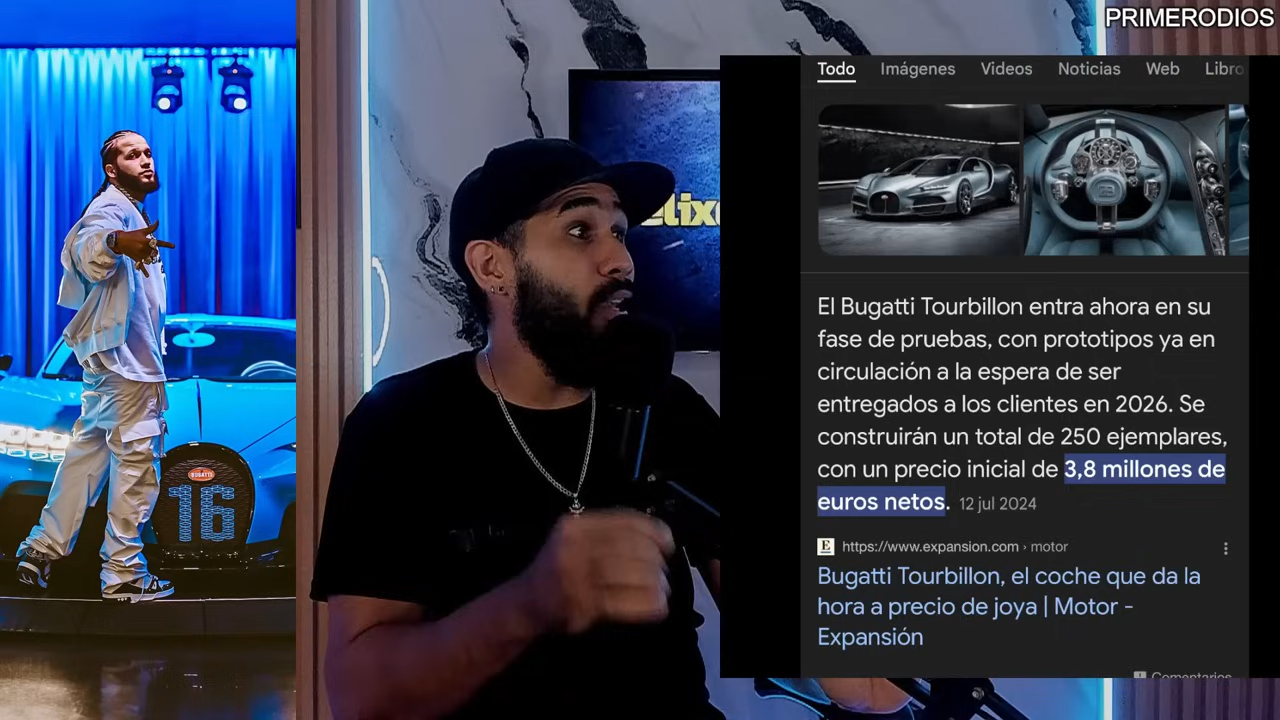 PRIMERODIOS
Todo Imágenes Videos Noticias Web Libro
El Bugatti Tourbillon entra ahora en su
fase de pruebas, con prototipos ya en
circulación a la espera de ser
entregados a los clientes en 2026. Se
construirán un total de 250 ejemplares,
con un precio inicial de 3,8 millones de
euros netos. 12 jul 2024
E https://www.expansion.com › motor
Bugatti Tourbillon, el coche que da la
hora a precio de joya | Motor -
Expansión
Comentarios
BUGATTI
16